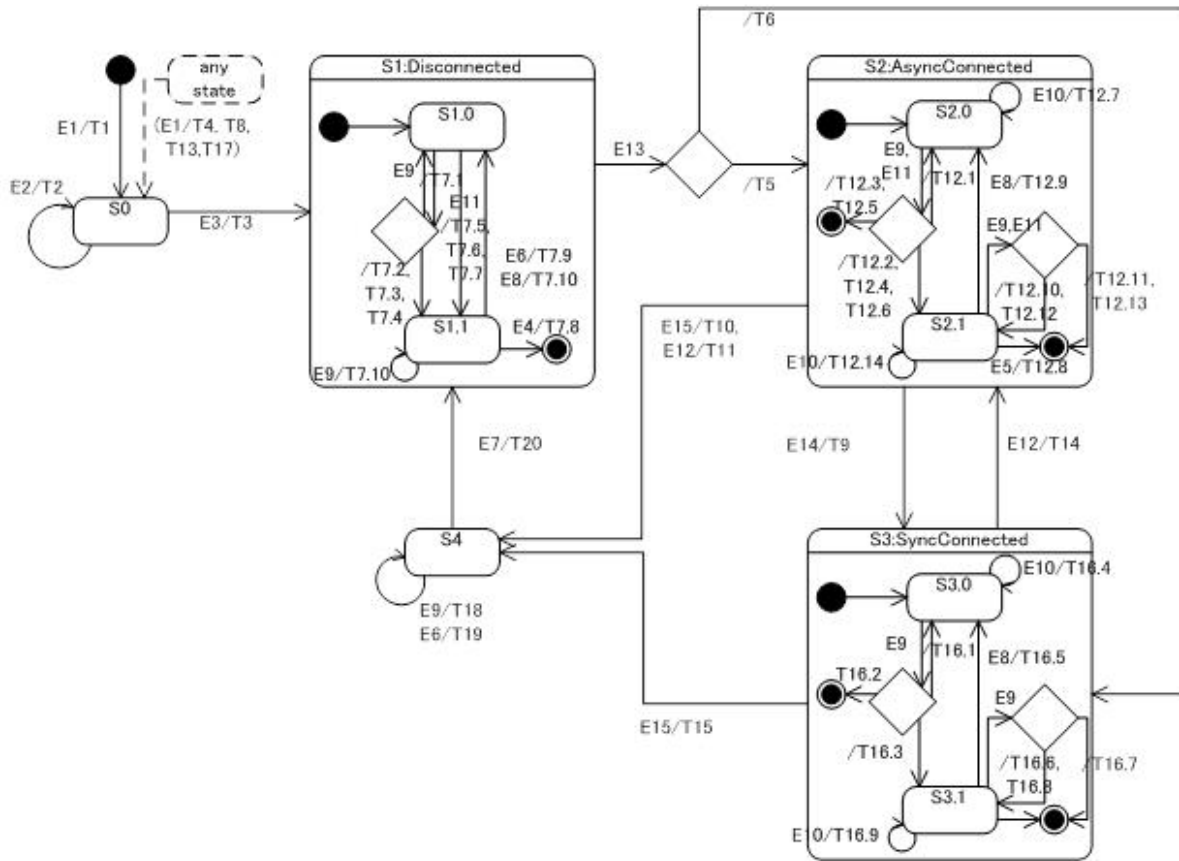 /T6
S1:Disconnected
S2:AsyncConnected
any
state
S1.0
S2.0
E10/T12.7
E1/T1
(E1/T4. T8,
T13,T17)
E13
/T5
E9
/T7.1
E9,
E11
/T12.1
E8/T12.9
E2/T2
S0
E3/T3
E11
/T7.5,
T7.6,
T7.7
/T12.3,
T12.5
E9,E11
E6/T7.9
E8/T7.10
/T7.2,
T7.3,
T7.4
/T12.2,
T12.4,
T12.6
/T12.10,
T12.12
/T12.11,
T12.13
S1.1
E4/T7.8
S2.1
E15/T10,
E12/T11
E9/T7.10
E10/T12.14
E5/T12.8
E7/T20
E14/T9
E12/T14
S4
S3:SyncConnected
S3.0
E10/T16.4
E9/T18
E6/T19
E9
/T16.1
E8/T16.5
T16.2
E9
E15/T15
/T16.3
/T16.6,
T16.8
/T16.7
S3.1
E10/T16.9